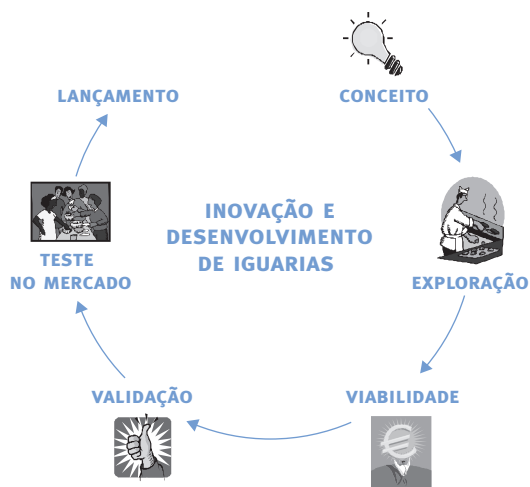 CONCEITO
EXPLORAÇÃO
VIABILIDADE
VALIDAÇÃO
TESTE
NO MERCADO
LANÇAMENTO
INOVAÇÃO E
DESENVOLVIMENTO
DE IGUARIAS